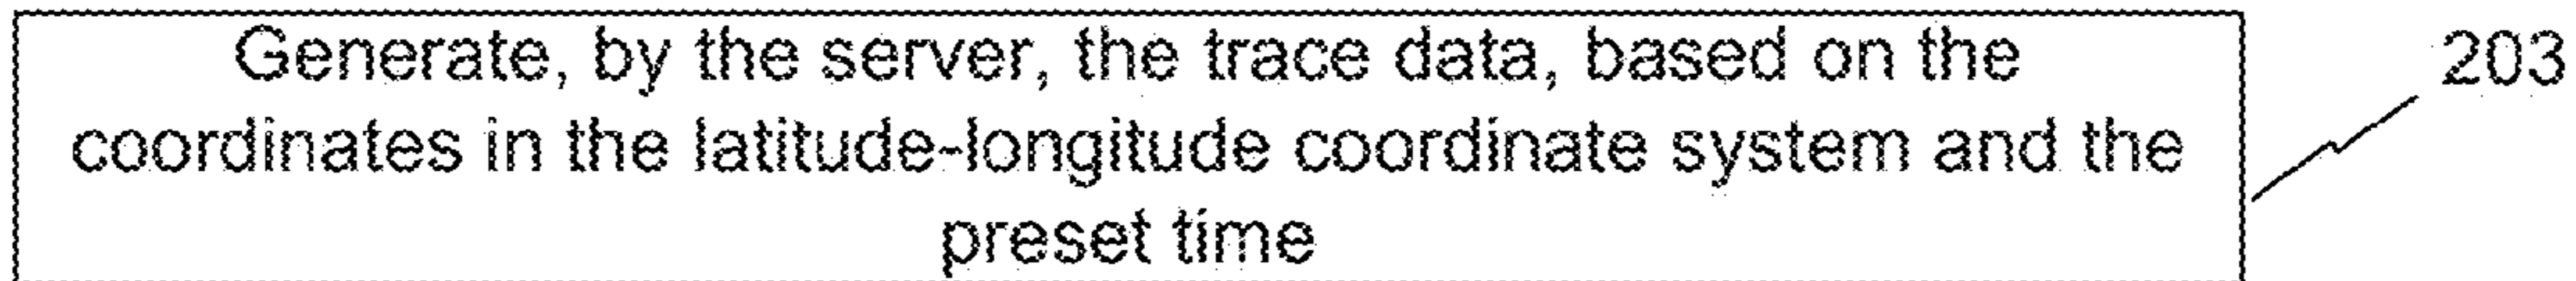 Generate, by the server, the trace data, based on the
coordinates in the latitude-longitude coordinate system and the
preset time
203